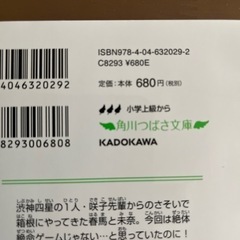 ISBN978-4-04-632029-2
C8293 ¥680E
4046320292
定価：本体680円（税別）
小学上級から
角川つばさ文庫
8293006808
KADOKAWA
渋神四星の1人・咲子先輩からのさそいで
箱根にやってきた春馬と未奈。今回は絶体
絶命ゲームじゃない…と思っていたのに！